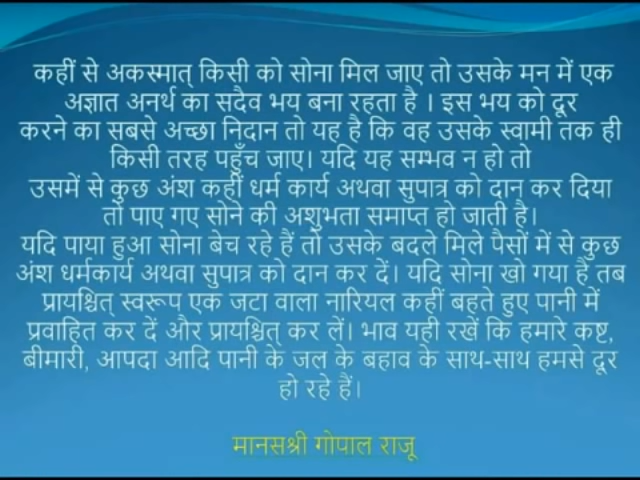 कहीं से अकस्मात् किसी को सोना मिल जाए तो उसके मन में एक
अज्ञात अनर्थ का सदैव भय बना रहता है । इस भय को दूर
करने का सबसे अच्छा निदान तो यह है कि वह उसके स्वामी तक ही
किसी तरह पहुँच जाए। यदि यह सम्भव न हो तो
उसमें से कुछ अंश कहीं धर्म कार्य अथवा सुपात्र को दान कर दिया
तो पाए गए सोने की अशुभता समाप्त हो जाती है।
यदि पाया हुआ सोना बेच रहे हैं तो उसके बदले मिले पैसों में से कुछ
अंश धर्मकार्य अथवा सुपात्र को दान कर दें। यदि सोना खो गया है तब
प्रायश्चित् स्वरूप एक जटा वाला नारियल कहीं बहते हुए पानी में
प्रवाहित कर दें और प्रायश्चित् कर लें। भाव यही रखें कि हमारे कष्ट,
बीमारी, आपदा आदि पानी के जल के बहाव के साथ-साथ हमसे दूर
हो रहे हैं।
मानसश्री गोपाल राजू